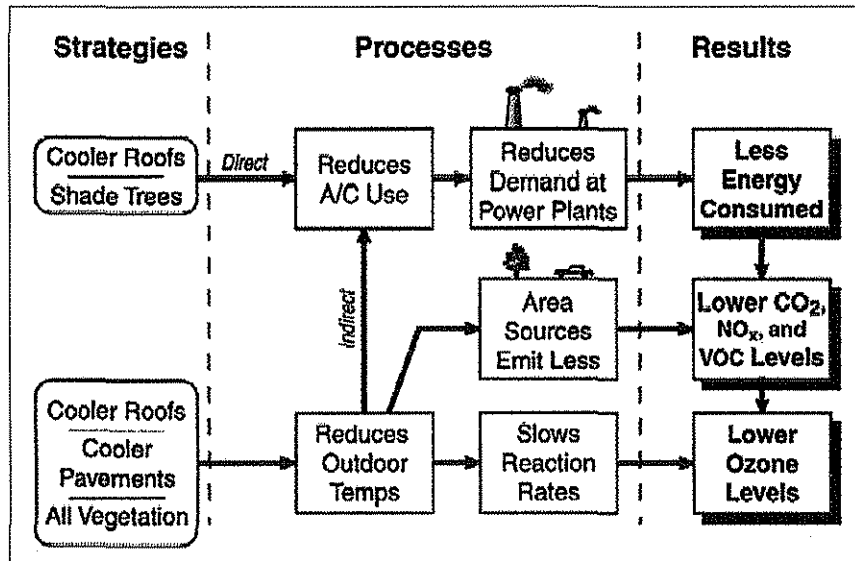 Strategies
Processes
Results
Cooler Roofs
Shade Trees
Direct
Reduces
A/C Use
Reduces
Demand at
Power Plants
Less
Energy
Consumed
Indirect
Area
Sources
Emit Less
Lower CO₂,
NOₓ, and
VOC Levels
Cooler Roofs
Cooler
Pavements
All Vegetation
Reduces
Outdoor
Temps
Slows
Reaction
Rates
Lower
Ozone
Levels